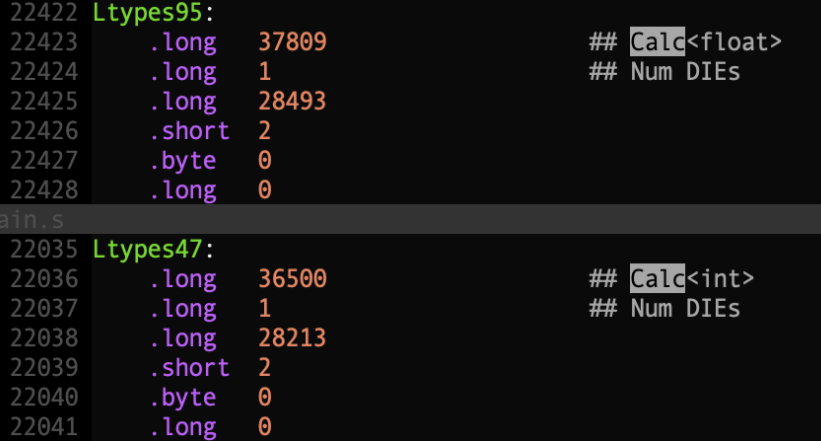 22422 Ltypes95:
22423 .long 37809 ## Calc<float>
22424 .long 1 ## Num DIEs
22425 .long 28493
22426 .short 2
22427 .byte 0
22428 .long 0
ain.s
22035 Ltypes47:
22036 .long 36500 ## Calc<int>
22037 .long 1 ## Num DIEs
22038 .long 28213
22039 .short 2
22040 .byte 0
22041 .long 0